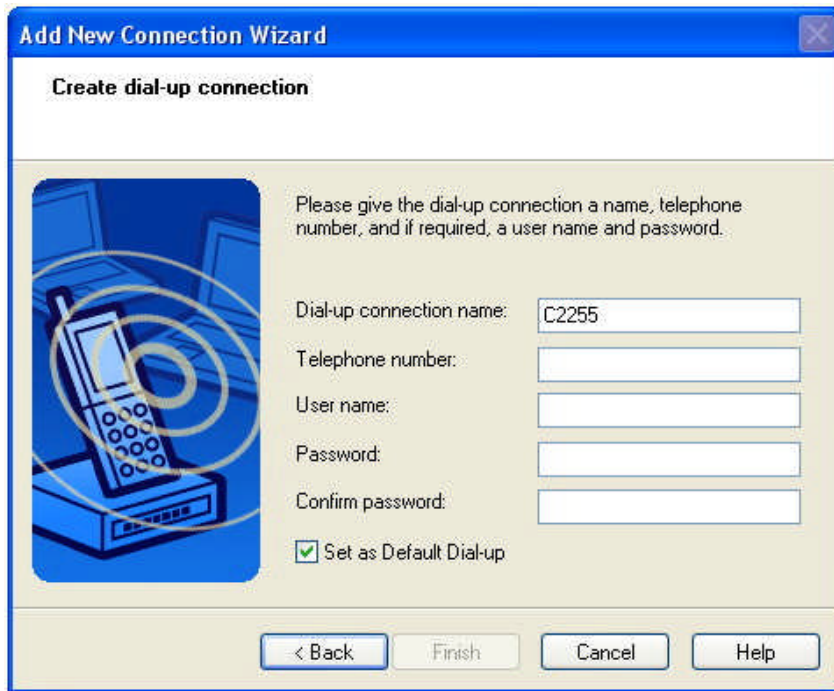 Add New Connection Wizard
Create dial-up connection
Please give the dial-up connection a name, telephone
number, and if required, a user name and password.
Dial-up connection name:
C2255
Telephone number:
User name:
Password:
Confirm password:
Set as Default Dial-up
< Back
Finish
Cancel
Help